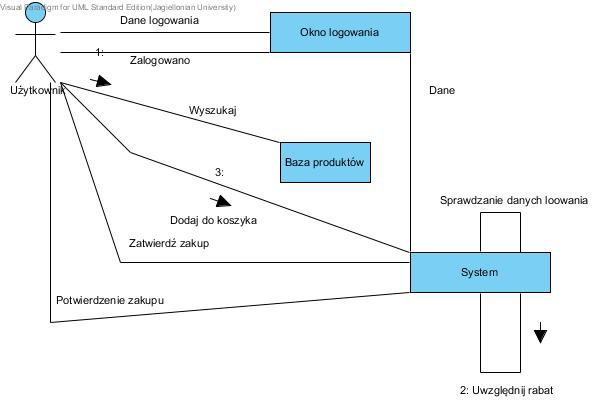 Visual Paradigm for UML Standard Edition(Jagiellonian University)
Dane logowania
Okno logowania
1:
Zalogowano
Użytkownik
Dane
Wyszukaj
Baza produktów
3:
Sprawdzanie danych loowania
Dodaj do koszyka
Zatwierdź zakup
System
Potwierdzenie zakupu
2: Uwzględnij rabat